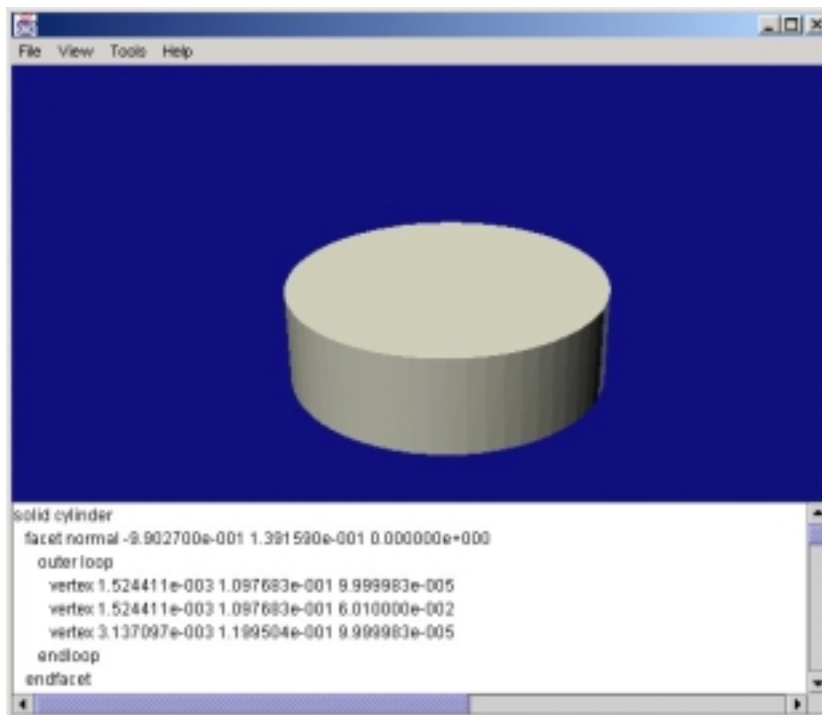 File View Tools Help
solid cylinder
facet normal -9.902700e-001 1.391590e-001 0.000000e+000
outer loop
vertex 1.524411e-003 1.097683e-001 9.999983e-005
vertex 1.524411e-003 1.097683e-001 6.010000e-002
vertex 3.137097e-003 1.199504e-001 9.999983e-005
endloop
endfacet